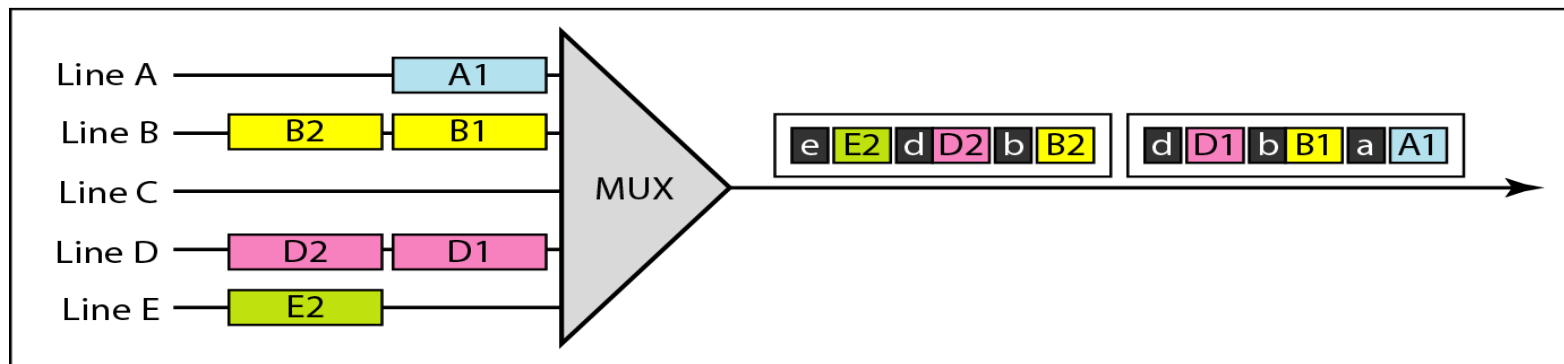 Line A A1
Line B B2 B1
e E2 d D2 b B2 d D1 b B1 a A1
Line C MUX
Line D D2 D1
Line E E2